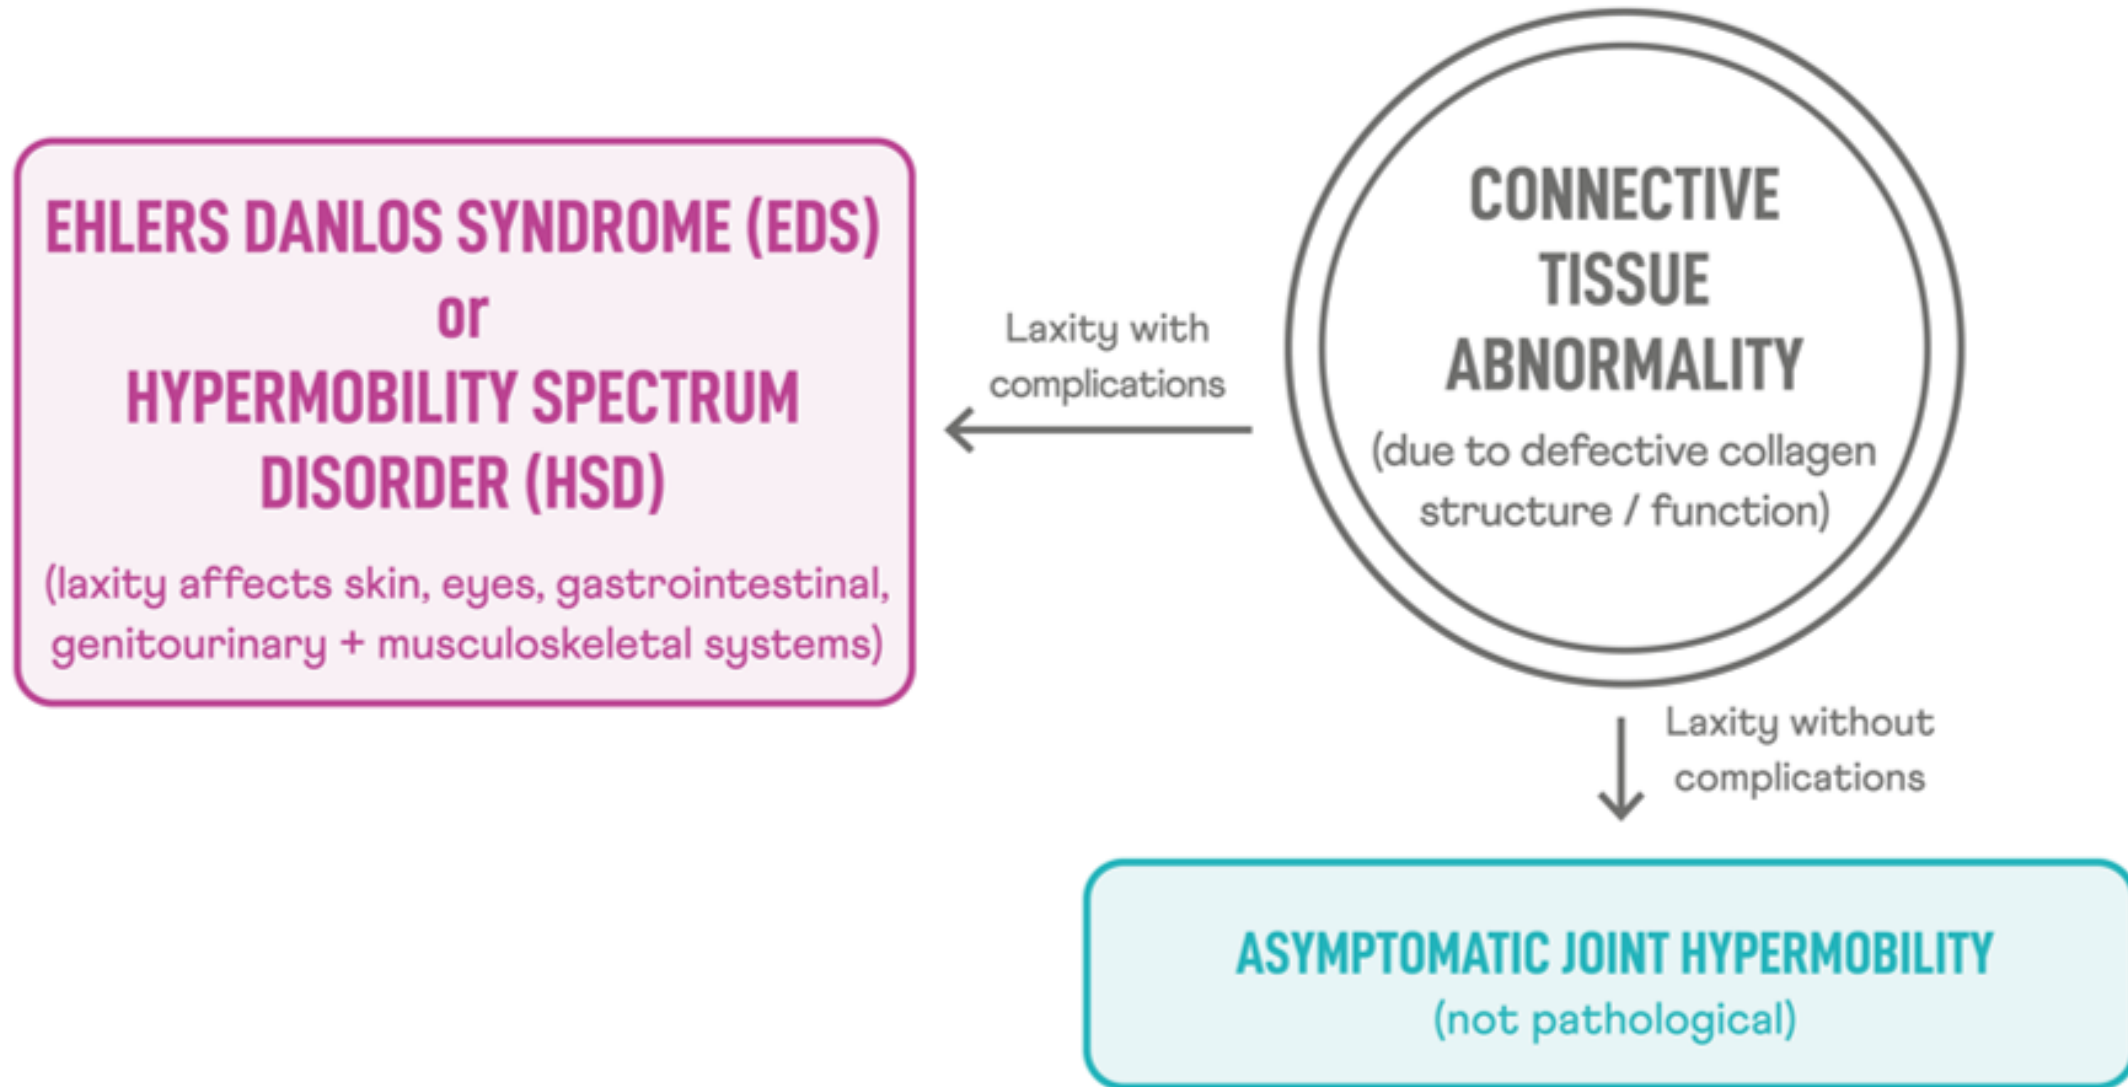 EHLERS DANLOS SYNDROME (EDS)
or
HYPERMOBILITY SPECTRUM
DISORDER (HSD)
(laxity affects skin, eyes, gastrointestinal,
genitourinary + musculoskeletal systems)
Laxity with
complications
CONNECTIVE
TISSUE
ABNORMALITY
(due to defective collagen
structure / function)
Laxity without
complications
ASYMPTOMATIC JOINT HYPERMOBILITY
(not pathological)